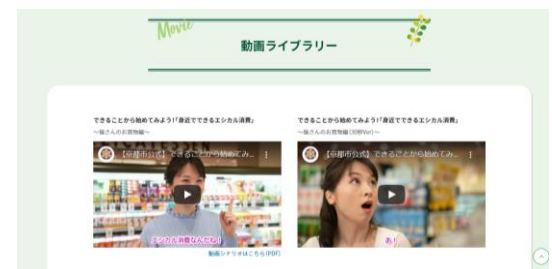 Movie
動画ライブラリー
できることから始めてみよう!「身近でできるエシカル消費」
～椿さんのお買物編～
【京都市公式】できることから始めてみ...
エシカル消費なんだね!
動画シナリオはこちら(PDF)
できることから始めてみよう!「身近でできるエシカル消費」
～椿さんのお買物編(30秒Ver)～
【京都市公式】できることから始めてみ...
あ!